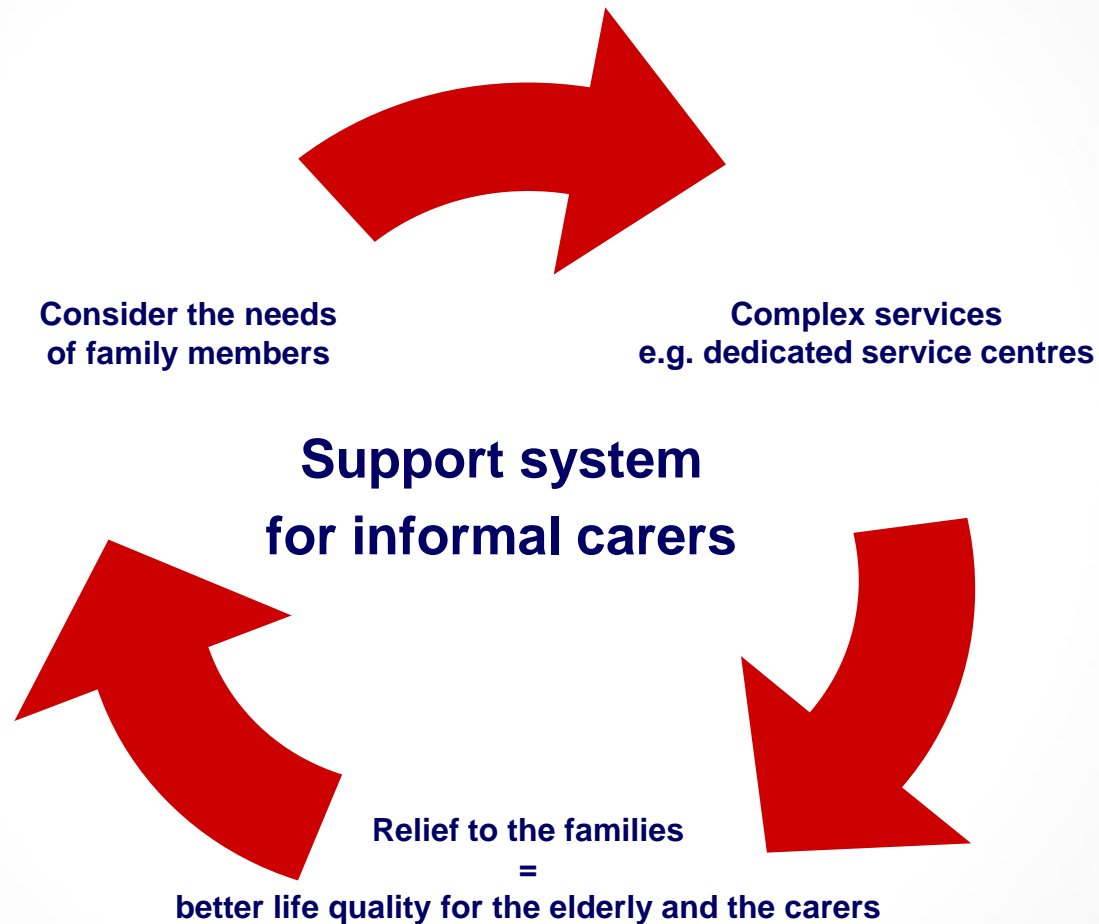 Consider the needs
of family members
Complex services
e.g. dedicated service centres
Support system
for informal carers
Relief to the families
=
better life quality for the elderly and the carers